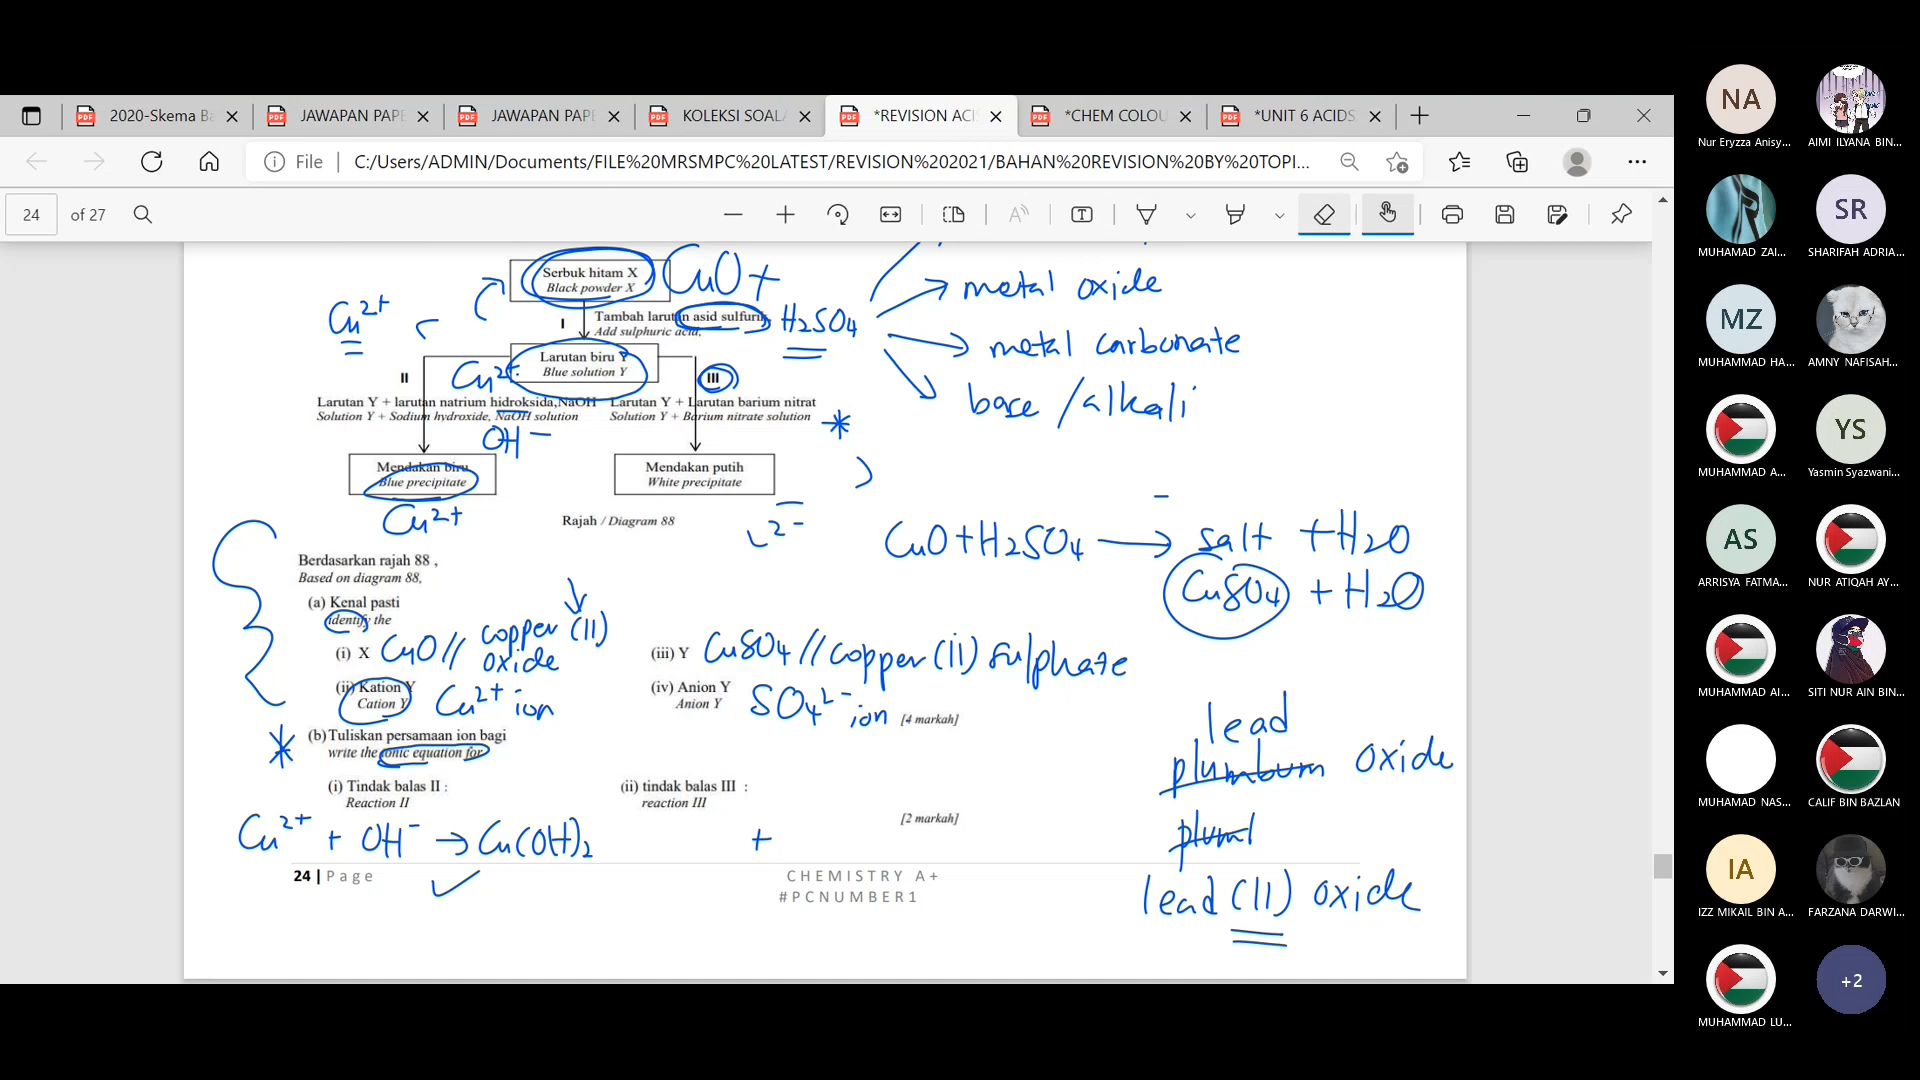 2020-Skema Ba
JAWAPAN PAPE
JAWAPAN PAPE
KOLEKSI SOALA
*REVISION ACI
*CHEM COLOU
*UNIT 6 ACIDS
File
C:/Users/ADMIN/Documents/FILE%20MRSMPC%20LATEST/REVISION%202021/BAHAN%20REVISION%20BY%20TOPI...
24 of 27
Serbuk hitam X
Black powder X
CuO +
metal oxide
Cu2+
I
Tambah larutan asid sulfurik,
Add sulphuric acid,
H2SO4
metal carbonate
Larutan biru Y
Blue solution Y
II
Cu2+
III
base /alkali
Larutan Y + larutan natrium hidroksida,NaOH
Solution Y + Sodium hydroxide, NaOH solution
Larutan Y + Larutan barium nitrat
Solution Y + Barium nitrate solution
*
OH-
Mendakan biru
Blue precipitate
Mendakan putih
White precipitate
Cu2+
Rajah / Diagram 88
2-
CuO+H2SO4 → salt +H2O
CuSO4 + H2O
Berdasarkan rajah 88 ,
Based on diagram 88,
(a) Kenal pasti
identify the
(i) X CuO// copper (II) oxide
(iii) Y CuSO4 // copper (ii) sulphate
(ii) Kation Y
Cation Y
Cu2+ ion
(iv) Anion Y
Anion Y
SO42- ion
[4 markah]
*
(b)Tuliskan persamaan ion bagi
write the ionic equation for
(i) Tindak balas II :
Reaction II
(ii) tindak balas III :
reaction III
[2 markah]
Cu2+ + OH- → Cu(OH)2
+
lead
plumbum oxide
lead (II) oxide
24 | Page
CHEMISTRY A+
#PCNUMBER1
NA
Nur Eryzza Anisy...
AIMI ILYANA BIN...
MUHAMAD ZAI...
SR
SHARIFAH ADRIA...
MZ
MUHAMMAD HA...
AMNY NAFISAH...
MUHAMMAD A...
YS
Yasmin Syazwani...
AS
ARRISYA FATMA...
NUR ATIQAH AY...
MUHAMMAD AI...
SITI NUR AIN BIN...
MUHAMAD NAS...
CALIF BIN BAZLAN
IA
IZZ MIKAIL BIN A...
FARZANA DARWI...
MUHAMMAD LU...
+2